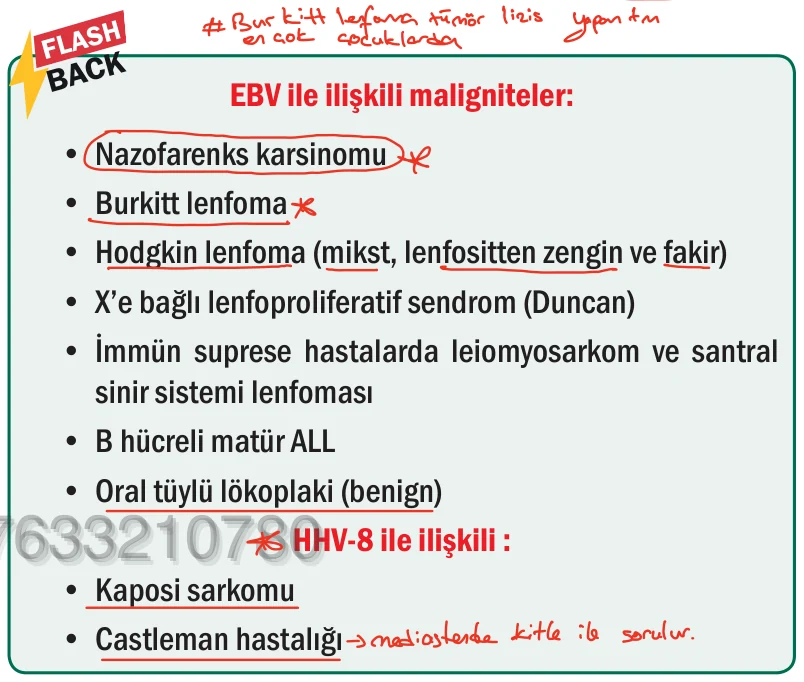 # Burkitt lenfoma tümör lizis yapan tm
en çok çocuklarda
FLASH
BACK
EBV ile ilişkili maligniteler:
• Nazofarenks karsinomu
• Burkitt lenfoma
• Hodgkin lenfoma (mikst, lenfositten zengin ve fakir)
• X’e bağlı lenfoproliferatif sendrom (Duncan)
• İmmün suprese hastalarda leiomyosarkom ve santral
sinir sistemi lenfoması
• B hücreli matür ALL
• Oral tüylü lökoplaki (benign)
7633210780
HHV-8 ile ilişkili :
• Kaposi sarkomu
• Castleman hastalığı → mediastende kitle ile sorulur.